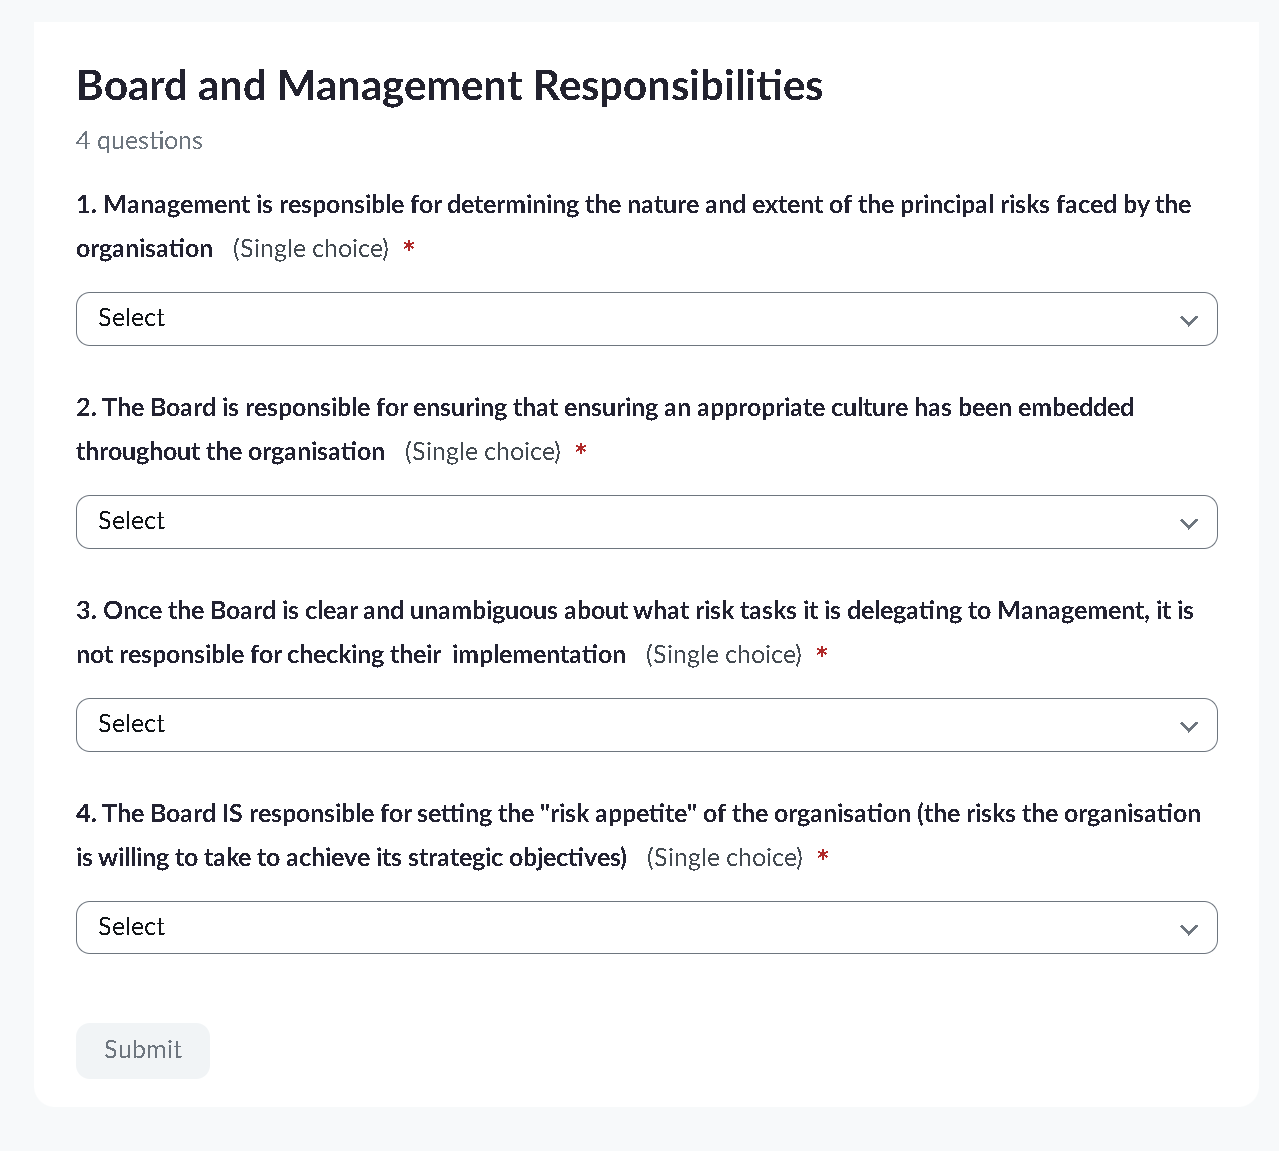 Board and Management Responsibilities
4 questions
1. Management is responsible for determining the nature and extent of the principal risks faced by the
organisation (Single choice) *
Select
2. The Board is responsible for ensuring that ensuring an appropriate culture has been embedded
throughout the organisation (Single choice) *
Select
3. Once the Board is clear and unambiguous about what risk tasks it is delegating to Management, it is
not responsible for checking their  implementation (Single choice) *
Select
4. The Board IS responsible for setting the "risk appetite" of the organisation (the risks the organisation
is willing to take to achieve its strategic objectives) (Single choice) *
Select
Submit